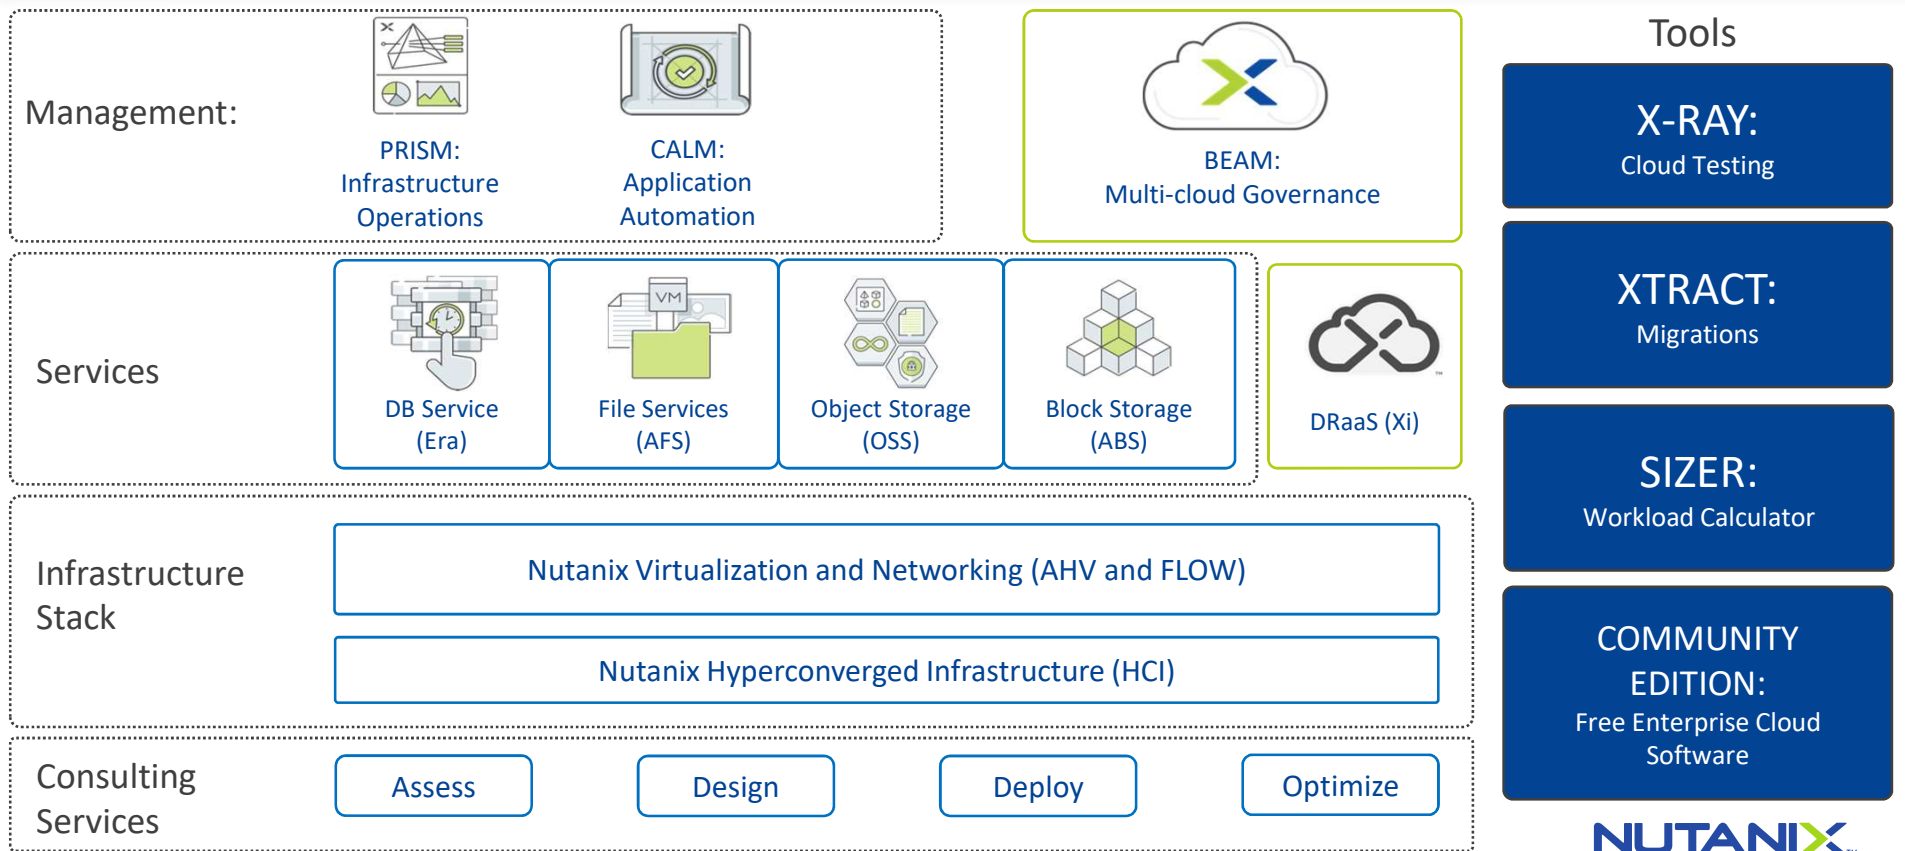 Management:
PRISM:
Infrastructure
Operations
CALM:
Application
Automation
BEAM:
Multi-cloud Governance
Services
DB Service
(Era)
VM
File Services
(AFS)
Object Storage
(OSS)
Block Storage
(ABS)
DRaaS (Xi)
Infrastructure
Stack
Nutanix Virtualization and Networking (AHV and FLOW)
Nutanix Hyperconverged Infrastructure (HCI)
Consulting
Services
Assess
Design
Deploy
Optimize
Tools
X-RAY:
Cloud Testing
XTRACT:
Migrations
SIZER:
Workload Calculator
COMMUNITY
EDITION:
Free Enterprise Cloud
Software
NUTANIX